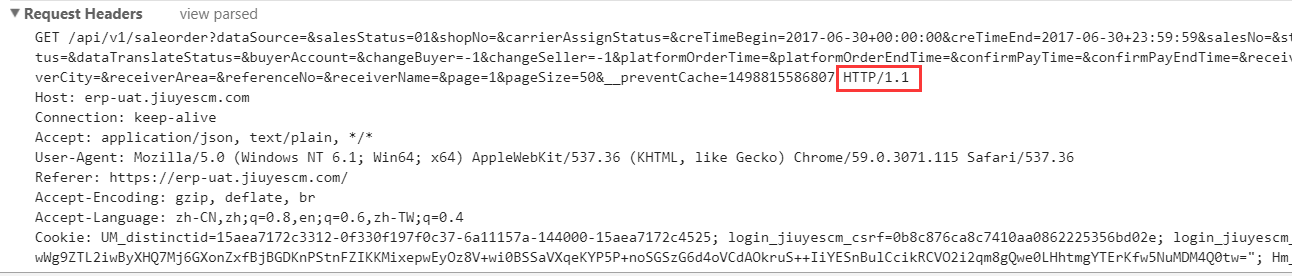 Request Headers view parsed
GET /api/v1/saleorder?dataSource=&salesStatus=01&shopNo=&carrierAssignStatus=&creTimeBegin=2017-06-30+00:00:00&creTimeEnd=2017-06-30+23:59:59&salesNo=&st
tus=&dataTranslateStatus=&buyerAccount=&changeBuyer=-1&changeSeller=-1&platformOrderTime=&platformOrderEndTime=&confirmPayTime=&confirmPayEndTime=&recei
verCity=&receiverArea=&referenceNo=&receiverName=&page=1&pageSize=50&__preventCache=1498815586807 HTTP/1.1
Host: erp-uat.jiuyescm.com
Connection: keep-alive
Accept: application/json, text/plain, */*
User-Agent: Mozilla/5.0 (Windows NT 6.1; Win64; x64) AppleWebKit/537.36 (KHTML, like Gecko) Chrome/59.0.3071.115 Safari/537.36
Referer: https://erp-uat.jiuyescm.com/
Accept-Encoding: gzip, deflate, br
Accept-Language: zh-CN,zh;q=0.8,en;q=0.6,zh-TW;q=0.4
Cookie: UM_distinctid=15aea7172c3312-0f330f197f0c37-6a11157a-144000-15aea7172c4525; login_jiuyescm_csrf=0b8c876ca8c7410aa0862225356bd02e; login_jiuyescm_
wWg9ZTL2iwByXHQ7Mj6GXonZxfBjBGDKnPStnFZIKKMixepwEyOz8V+wi0BSSaVXqeKYP5P+noSGSzG6d4oVCdAOkruS++IiYESnBulCcikRCVO2i2qm8gQwe0LHhtmgYTErKfw5NuMDM4Q0tw="; Hm_